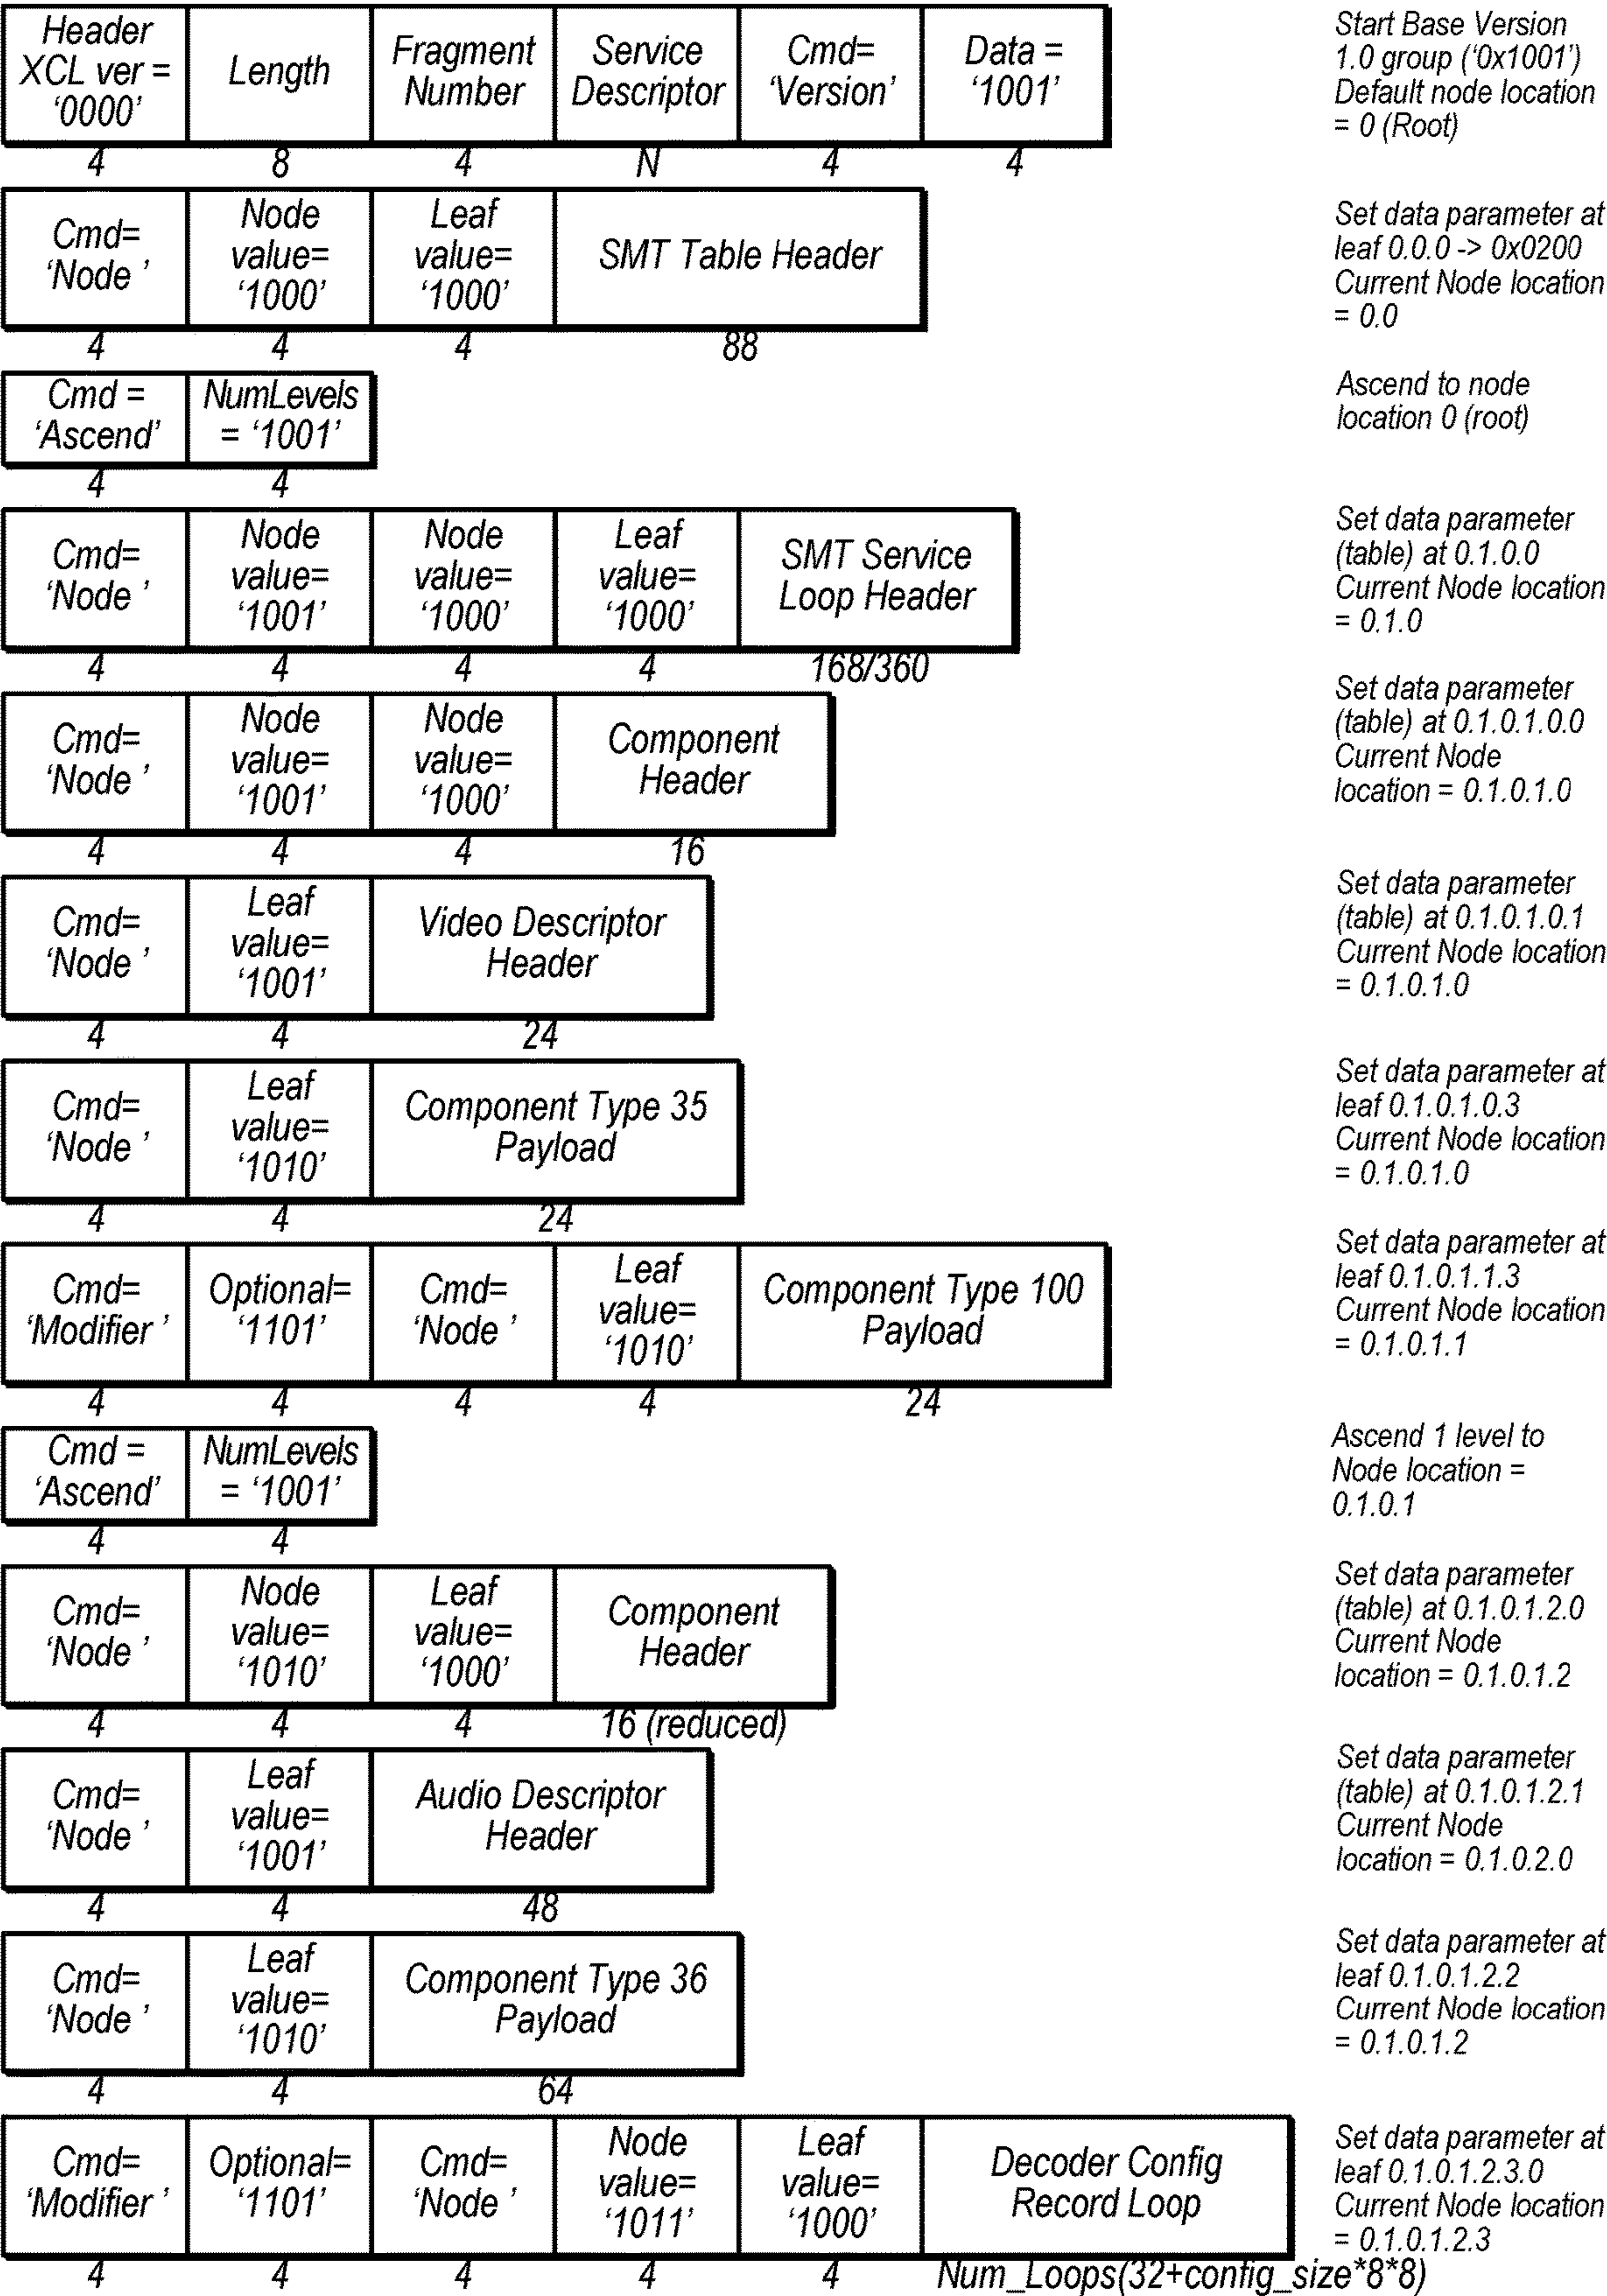 Header
XCL ver =
‘0000’
Length
Fragment
Number
Service
Descriptor
Cmd=
‘Version’
Data =
‘1001’
4
8
4
N
4
4
Start Base Version
1.0 group (‘0x1001’)
Default node location
= 0 (Root)
Cmd=
‘Node ’
Node
value=
‘1000’
Leaf
value=
‘1000’
SMT Table Header
4
4
4
88
Set data parameter at
leaf 0.0.0 -> 0x0200
Current Node location
= 0.0
Cmd =
‘Ascend’
NumLevels
= ‘1001’
4
4
Ascend to node
location 0 (root)
Cmd=
‘Node ’
Node
value=
‘1001’
Node
value=
‘1000’
Leaf
value=
‘1000’
SMT Service
Loop Header
4
4
4
4
168/360
Set data parameter
(table) at 0.1.0.0
Current Node location
= 0.1.0
Cmd=
‘Node ’
Node
value=
‘1001’
Node
value=
‘1000’
Component
Header
4
4
4
16
Set data parameter
(table) at 0.1.0.1.0.0
Current Node
location = 0.1.0.1.0
Cmd=
‘Node ’
Leaf
value=
‘1001’
Video Descriptor
Header
4
4
24
Set data parameter
(table) at 0.1.0.1.0.1
Current Node location
= 0.1.0.1.0
Cmd=
‘Node ’
Leaf
value=
‘1010’
Component Type 35
Payload
4
4
24
Set data parameter at
leaf 0.1.0.1.0.3
Current Node location
= 0.1.0.1.0
Cmd=
‘Modifier ’
Optional=
‘1101’
Cmd=
‘Node ’
Leaf
value=
‘1010’
Component Type 100
Payload
4
4
4
4
24
Set data parameter at
leaf 0.1.0.1.1.3
Current Node location
= 0.1.0.1.1
Cmd =
‘Ascend’
NumLevels
= ‘1001’
4
4
Ascend 1 level to
Node location =
0.1.0.1
Cmd=
‘Node ’
Node
value=
‘1010’
Leaf
value=
‘1000’
Component
Header
4
4
4
16 (reduced)
Set data parameter
(table) at 0.1.0.1.2.0
Current Node
location = 0.1.0.1.2
Cmd=
‘Node ’
Leaf
value=
‘1001’
Audio Descriptor
Header
4
4
48
Set data parameter
(table) at 0.1.0.1.2.1
Current Node
location = 0.1.0.2.0
Cmd=
‘Node ’
Leaf
value=
‘1010’
Component Type 36
Payload
4
4
64
Set data parameter at
leaf 0.1.0.1.2.2
Current Node location
= 0.1.0.1.2
Cmd=
‘Modifier ’
Optional=
‘1101’
Cmd=
‘Node ’
Node
value=
‘1011’
Leaf
value=
‘1000’
Decoder Config
Record Loop
4
4
4
4
4
Num_Loops(32+config_size*8*8)
Set data parameter at
leaf 0.1.0.1.2.3.0
Current Node location
= 0.1.0.1.2.3